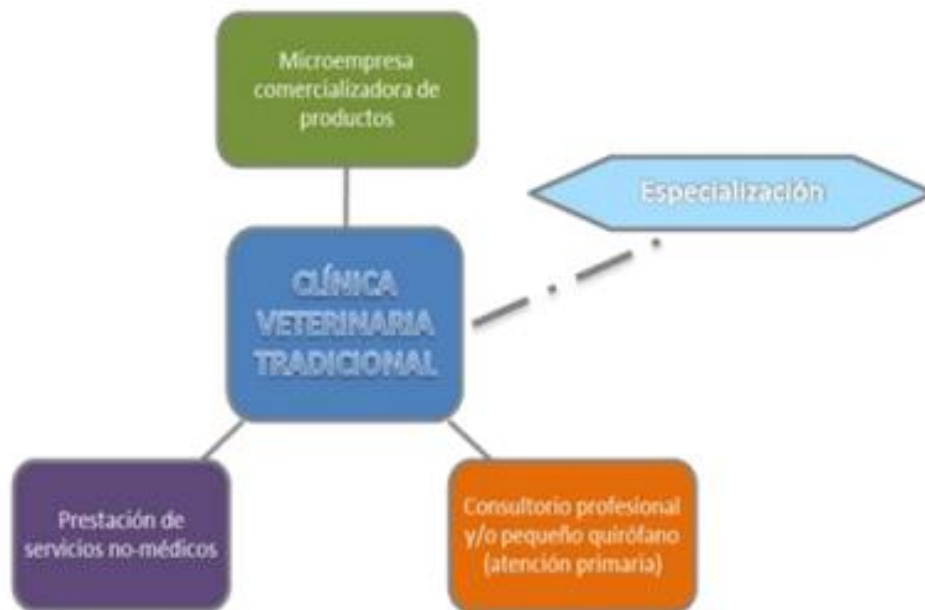 Microempresa
comercializadora de
productos
Especialización
CLÍNICA
VETERINARIA
TRADICIONAL
Prestación de
servicios no-médicos
Consultorio profesional
y/o pequeño quirófano
(atención primaria)